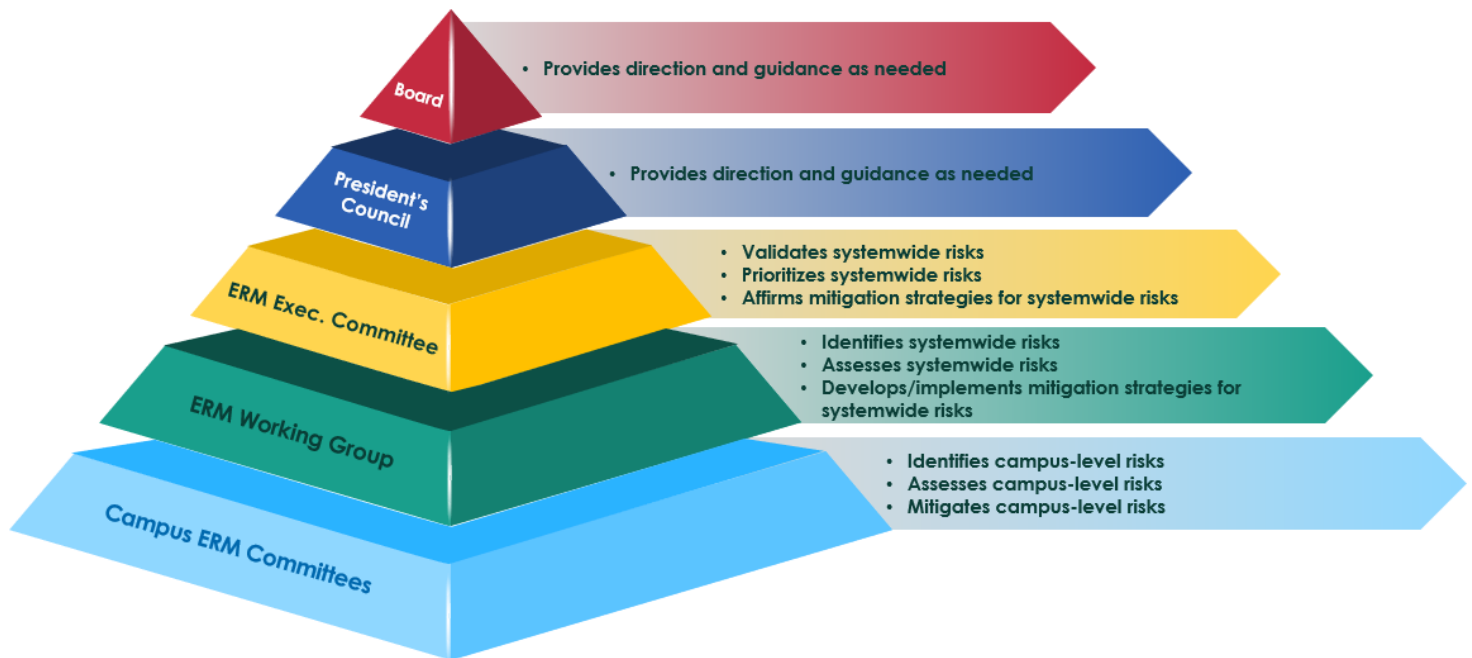 Board
• Provides direction and guidance as needed
President's
Council
• Provides direction and guidance as needed
ERM Exec. Committee
• Validates systemwide risks
• Prioritizes systemwide risks
• Affirms mitigation strategies for systemwide risks
ERM Working Group
• Identifies systemwide risks
• Assesses systemwide risks
• Develops/implements mitigation strategies for
systemwide risks
Campus ERM Committees
• Identifies campus-level risks
• Assesses campus-level risks
• Mitigates campus-level risks